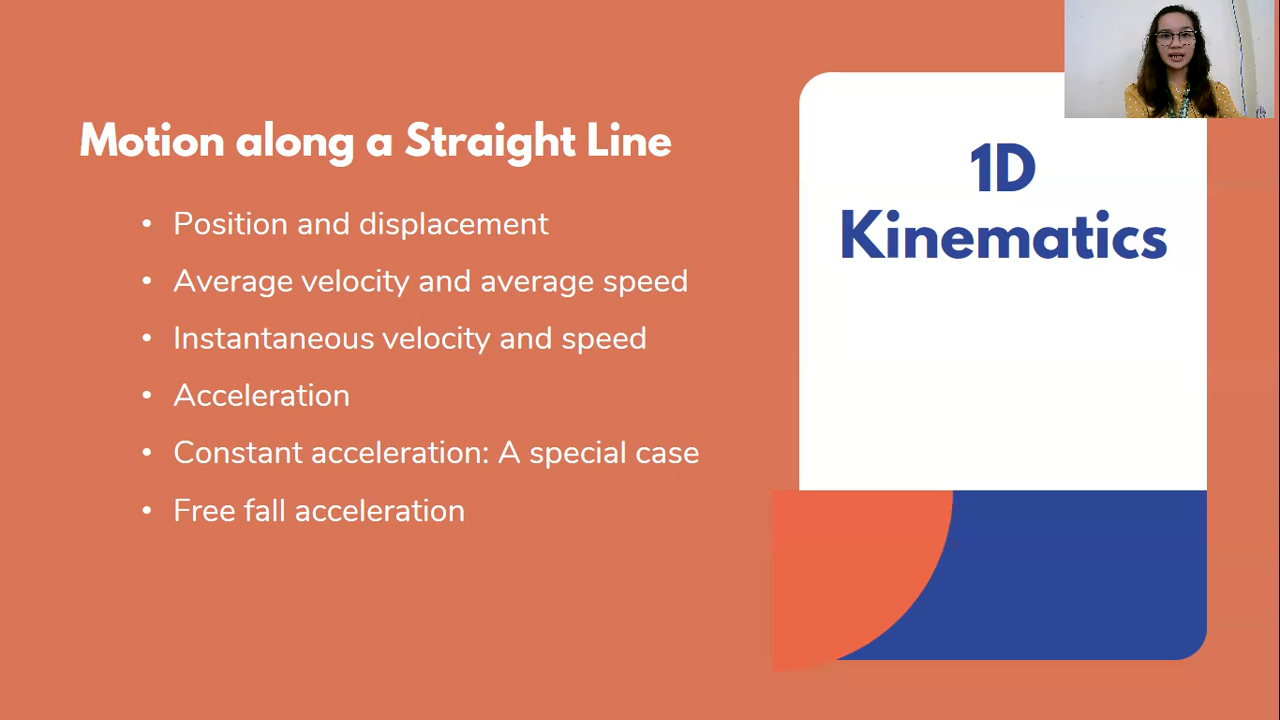 Motion along a Straight Line
• Position and displacement
• Average velocity and average speed
• Instantaneous velocity and speed
• Acceleration
• Constant acceleration: A special case
• Free fall acceleration
1D
Kinematics